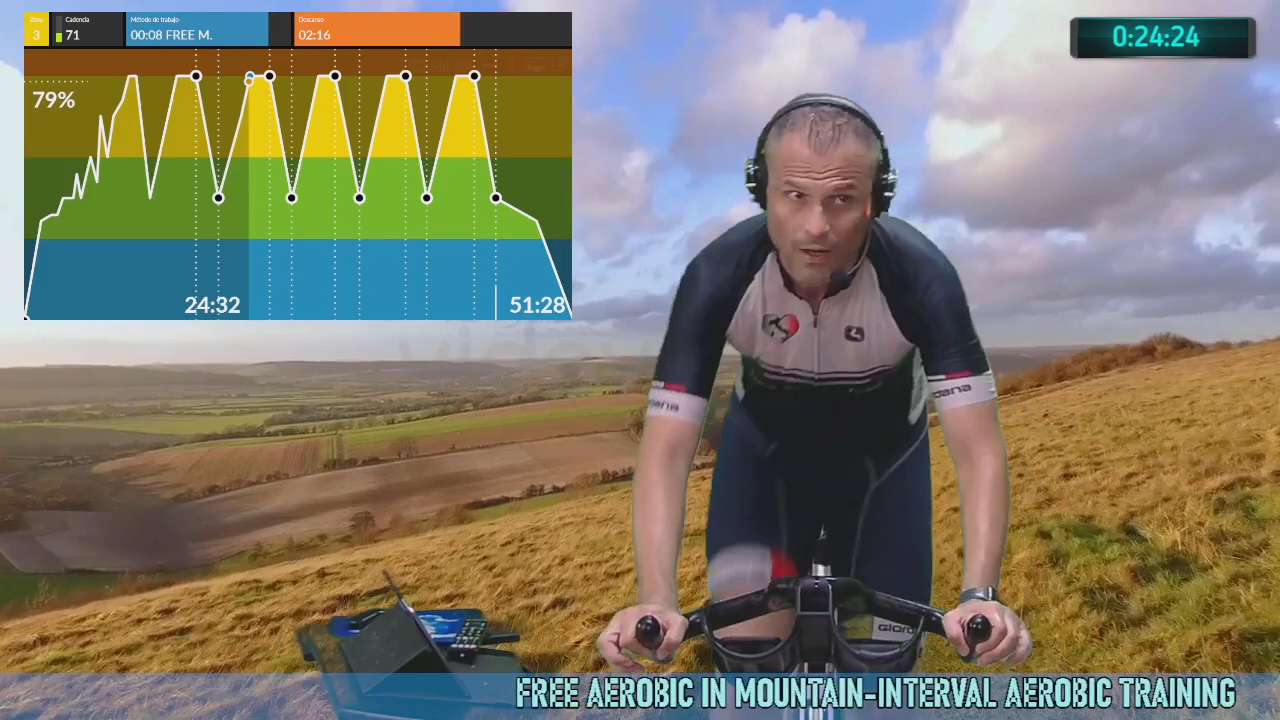 Zona
3
Cadencia
71
Método de trabajo
00:08 FREE M.
Descanso
02:16
0:24:24
79%
24:32
51:28
FREE AEROBIC IN MOUNTAIN-INTERVAL AEROBIC TRAINING